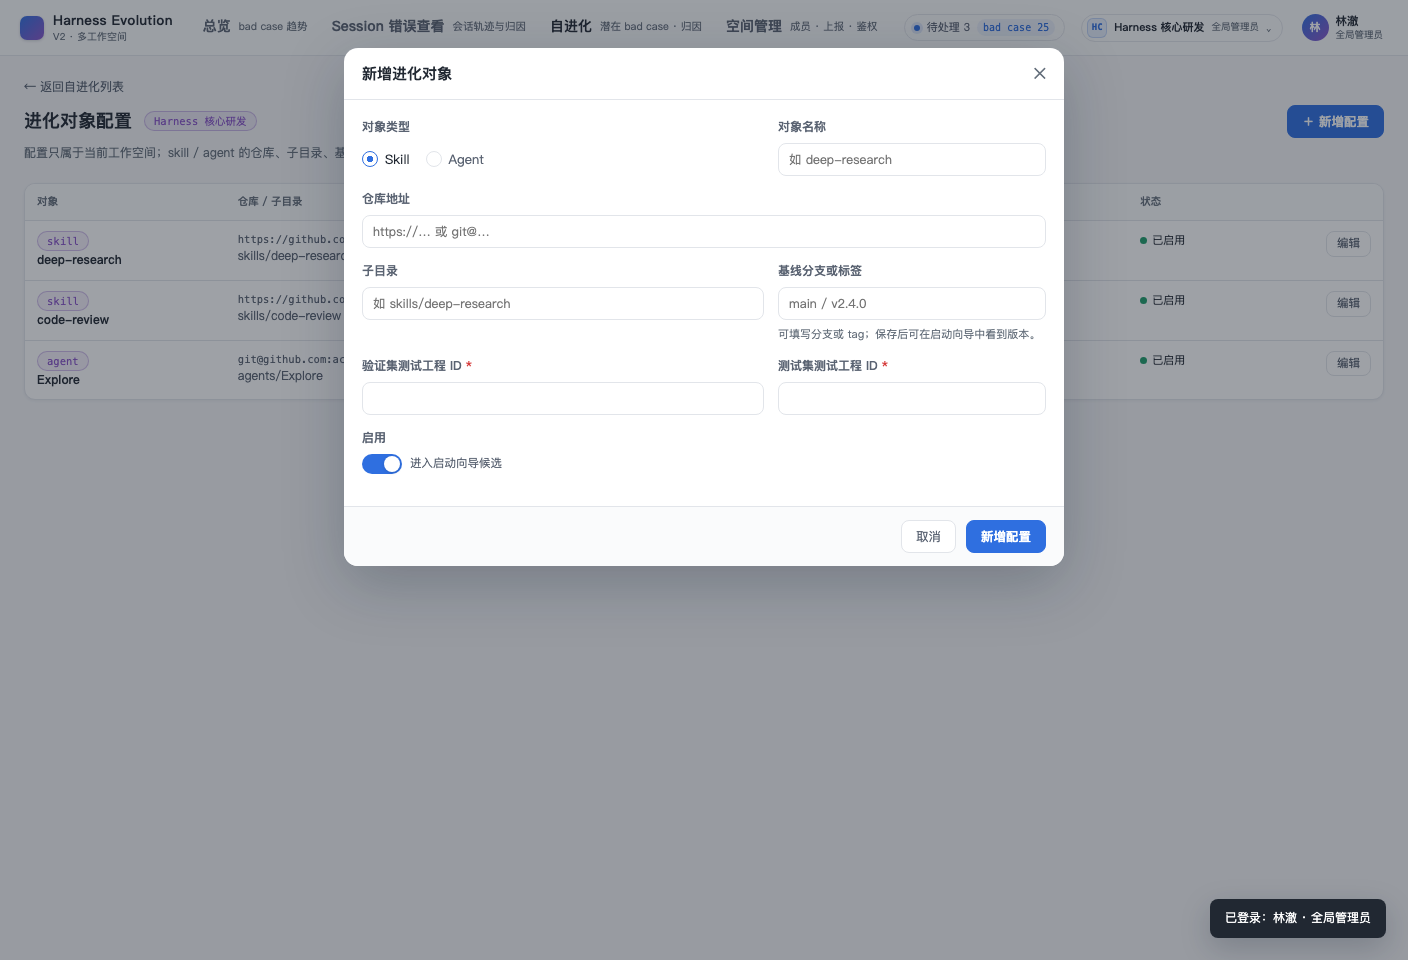 Harness Evolution
V2 · 多工作空间
总览 bad case 趋势
Session 错误查看 会话轨迹与归因
自进化 潜在 bad case · 归因
空间管理 成员 · 上报 · 鉴权
待处理 3 bad case 25
HC Harness 核心研发 全局管理员
林 林澈
全局管理员
← 返回自进化列表
进化对象配置 Harness 核心研发
+ 新增配置
配置只属于当前工作空间；skill / agent 的仓库、子目录、基
对象 仓库 / 子目录 状态
skill https://github.co 已启用 编辑
deep-research skills/deep-researc
skill https://github.co 已启用 编辑
code-review skills/code-review
agent git@github.com:ac 已启用 编辑
Explore agents/Explore
新增进化对象
对象类型 对象名称
Skill Agent 如 deep-research
仓库地址
https://... 或 git@...
子目录 基线分支或标签
如 skills/deep-research main / v2.4.0
可填写分支或 tag；保存后可在启动向导中看到版本。
验证集测试工程 ID * 测试集测试工程 ID *
启用
进入启动向导候选
取消 新增配置
已登录：林澈 · 全局管理员